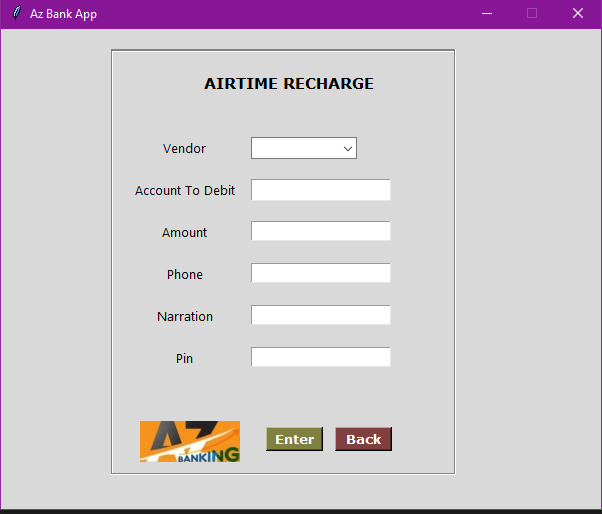 Az Bank App
AIRTIME RECHARGE
Vendor
Account To Debit
Amount
Phone
Narration
Pin
AZ
BANKING
Enter Back